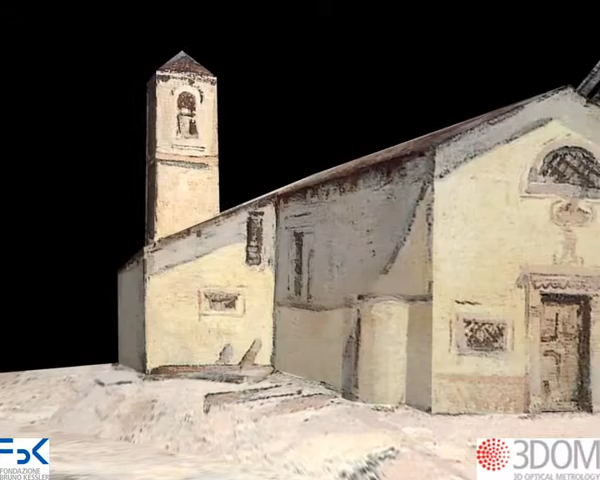 FBK
FONDAZIONE
BRUNO KESSLER
3DOM
3D OPTICAL METROLOGY